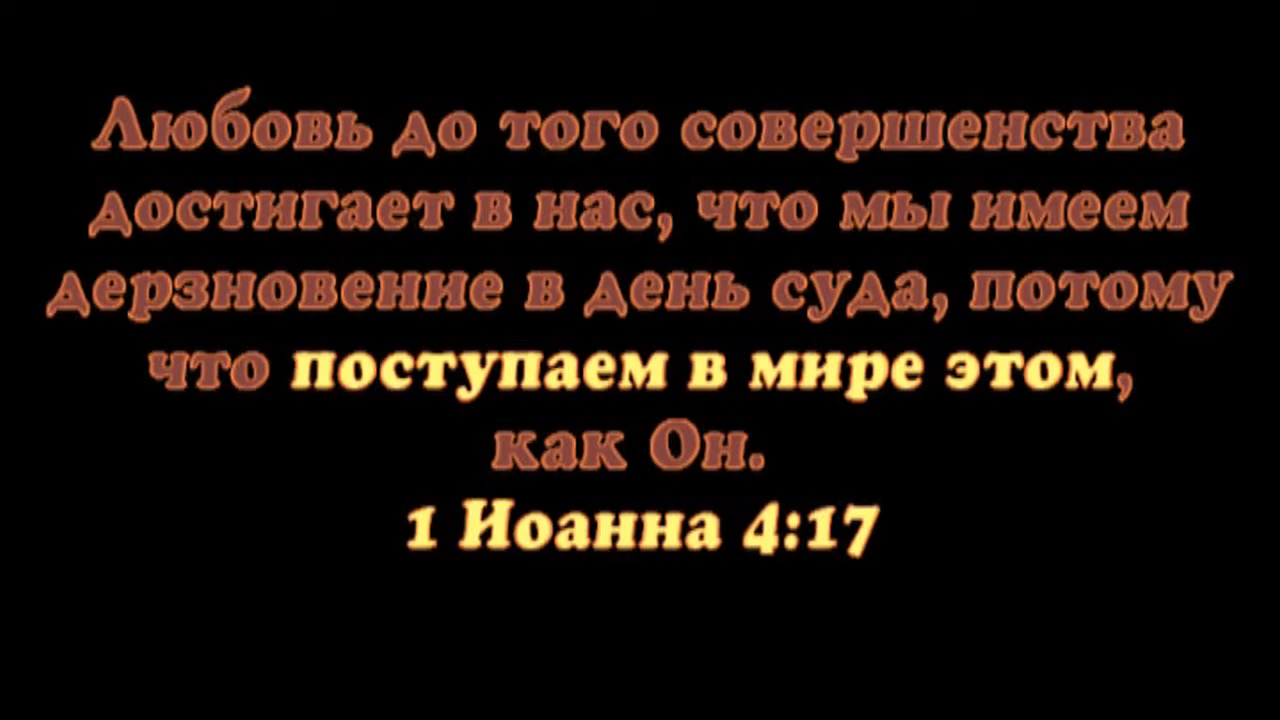 Любовь до того совершенства
достигает в нас, что мы имеем
дерзновение в день суда, потому
что поступаем в мире этом,
как Он.
1 Иоанна 4:17